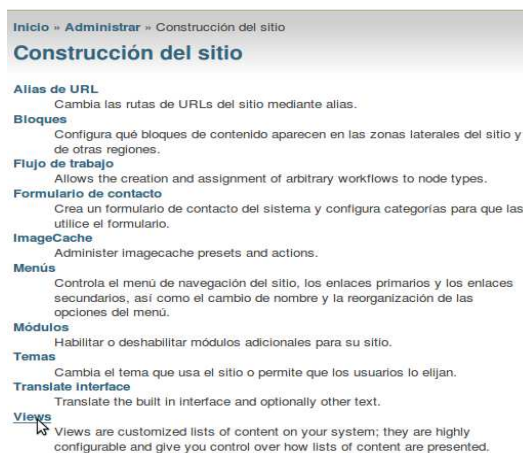 Inicio » Administrar » Construcción del sitio
Construcción del sitio
Alias de URL
Cambia las rutas de URLs del sitio mediante alias.
Bloques
Configura qué bloques de contenido aparecen en las zonas laterales del sitio y
de otras regiones.
Flujo de trabajo
Allows the creation and assignment of arbitrary workflows to node types.
Formulario de contacto
Crea un formulario de contacto del sistema y configura categorías para que las
utilice el formulario.
ImageCache
Administer imagecache presets and actions.
Menús
Controla el menú de navegación del sitio, los enlaces primarios y los enlaces
secundarios, así como el cambio de nombre y la reorganización de las
opciones del menú.
Módulos
Habilitar o deshabilitar módulos adicionales para su sitio.
Temas
Cambia el tema que usa el sitio o permite que los usuarios lo elijan.
Translate interface
Translate the built in interface and optionally other text.
Views
Views are customized lists of content on your system; they are highly
configurable and give you control over how lists of content are presented.